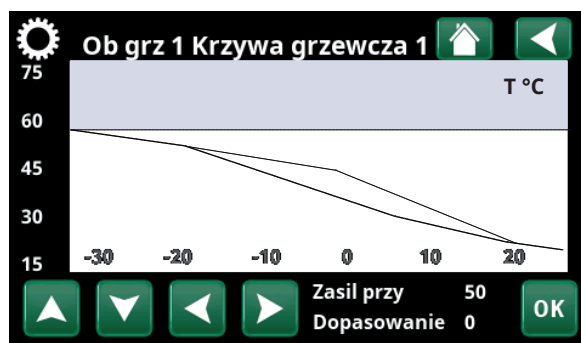 Ob grz 1 Krzywa grzewcza 1
75
T °C
60
45
30
15
-30 -20 -10 0 10 20
Zasil przy 50
Dopasowanie 0
OK